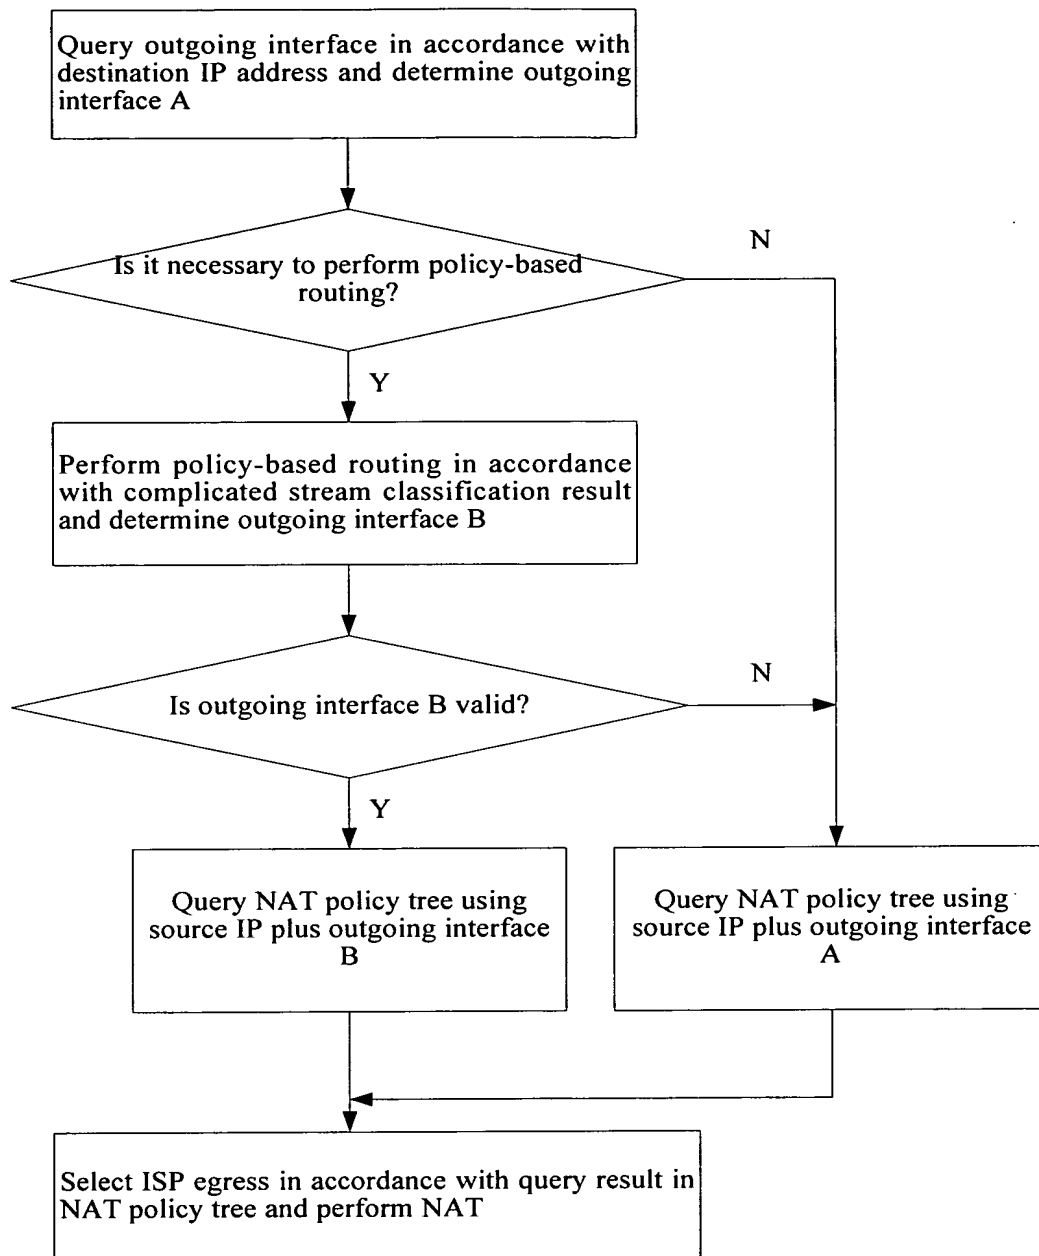 Query outgoing interface in accordance with
destination IP address and determine outgoing
interface A
N
Is it necessary to perform policy-based
routing?
Y
Perform policy-based routing in accordance
with complicated stream classification result
and determine outgoing interface B
N
Is outgoing interface B valid?
Y
Query NAT policy tree using
source IP plus outgoing interface
B
Query NAT policy tree using
source IP plus outgoing interface
A
Select ISP egress in accordance with query result in
NAT policy tree and perform NAT